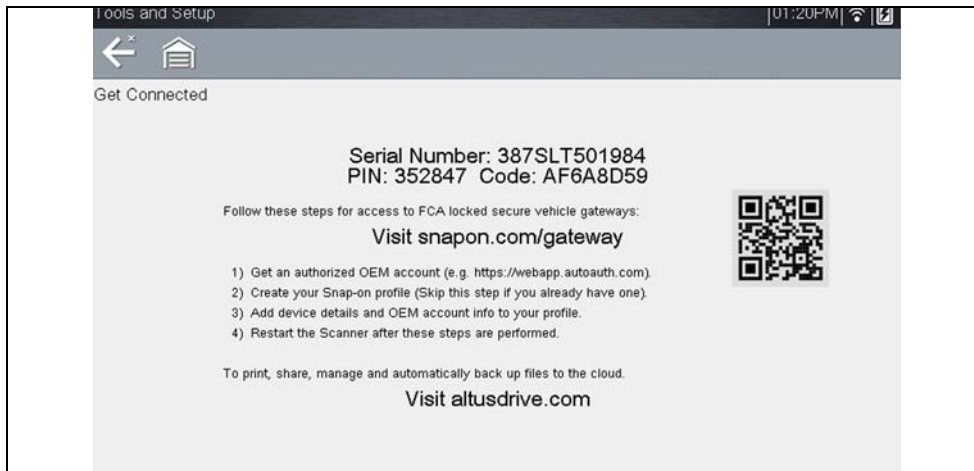 Tools and Setup
01:20PM
Get Connected
Serial Number: 387SLT501984
PIN: 352847 Code: AF6A8D59
Follow these steps for access to FCA locked secure vehicle gateways:
Visit snapon.com/gateway
1) Get an authorized OEM account (e.g. https://webapp.autoauth.com).
2) Create your Snap-on profile (Skip this step if you already have one).
3) Add device details and OEM account info to your profile.
4) Restart the Scanner after these steps are performed.
To print, share, manage and automatically back up files to the cloud.
Visit altusdrive.com